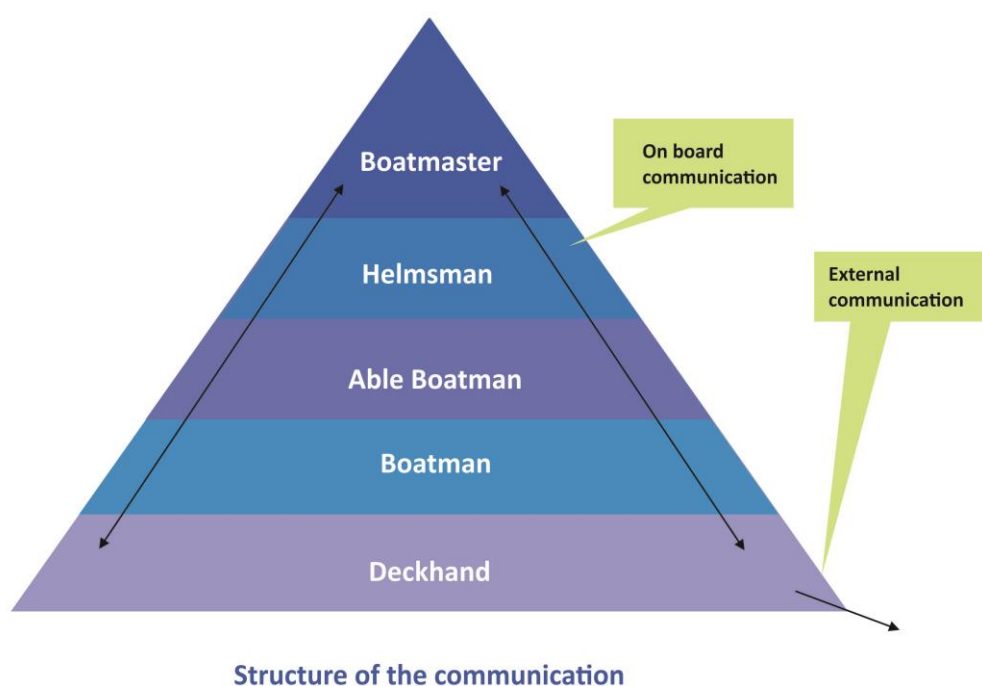 Boatmaster
On board
communication
Helmsman
External
communication
Able Boatman
Boatman
Deckhand
Structure of the communication